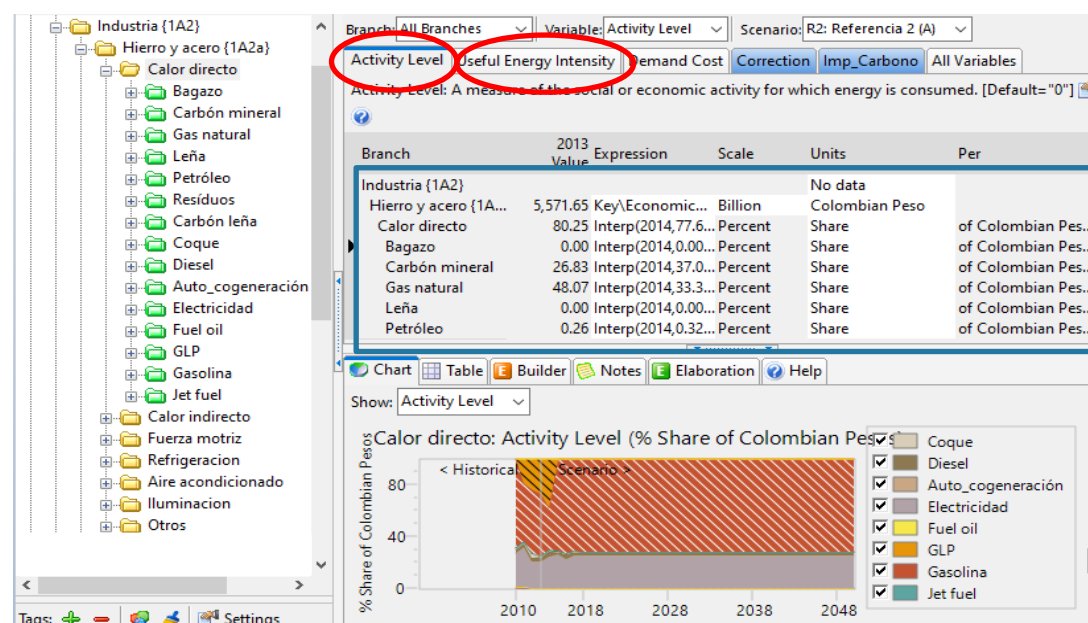 Industria {1A2}
Hierro y acero {1A2a}
Calor directo
Bagazo
Carbón mineral
Gas natural
Leña
Petróleo
Resíduos
Carbón leña
Coque
Diesel
Auto_cogeneración
Electricidad
Fuel oil
GLP
Gasolina
Jet fuel
Calor indirecto
Fuerza motriz
Refrigeracion
Aire acondicionado
Iluminacion
Otros
Tags: Settings
Branch: All Branches Variable: Activity Level Scenario: R2: Referencia 2 (A)
Activity Level Useful Energy Intensity Demand Cost Correction Imp_Carbono All Variables
Activity Level: A measure of the social or economic activity for which energy is consumed. [Default="0"]
Branch 2013 Value Expression Scale Units Per
Industria {1A2} No data
Hierro y acero {1A... 5,571.65 Key\Economic... Billion Colombian Peso
Calor directo 80.25 Interp(2014,77.6... Percent Share of Colombian Pes...
Bagazo 0.00 Interp(2014,0.00... Percent Share of Colombian Pes...
Carbón mineral 26.83 Interp(2014,37.0... Percent Share of Colombian Pes...
Gas natural 48.07 Interp(2014,33.3... Percent Share of Colombian Pes...
Leña 0.00 Interp(2014,0.00... Percent Share of Colombian Pes...
Petróleo 0.26 Interp(2014,0.32... Percent Share of Colombian Pes...
Chart Table Builder Notes Elaboration Help
Show: Activity Level
Calor directo: Activity Level (% Share of Colombian Pesos)
% Share of Colombian Pesos
< Historical Scenario >
80
40
0
2010 2018 2028 2038 2048
Coque
Diesel
Auto_cogeneración
Electricidad
Fuel oil
GLP
Gasolina
Jet fuel